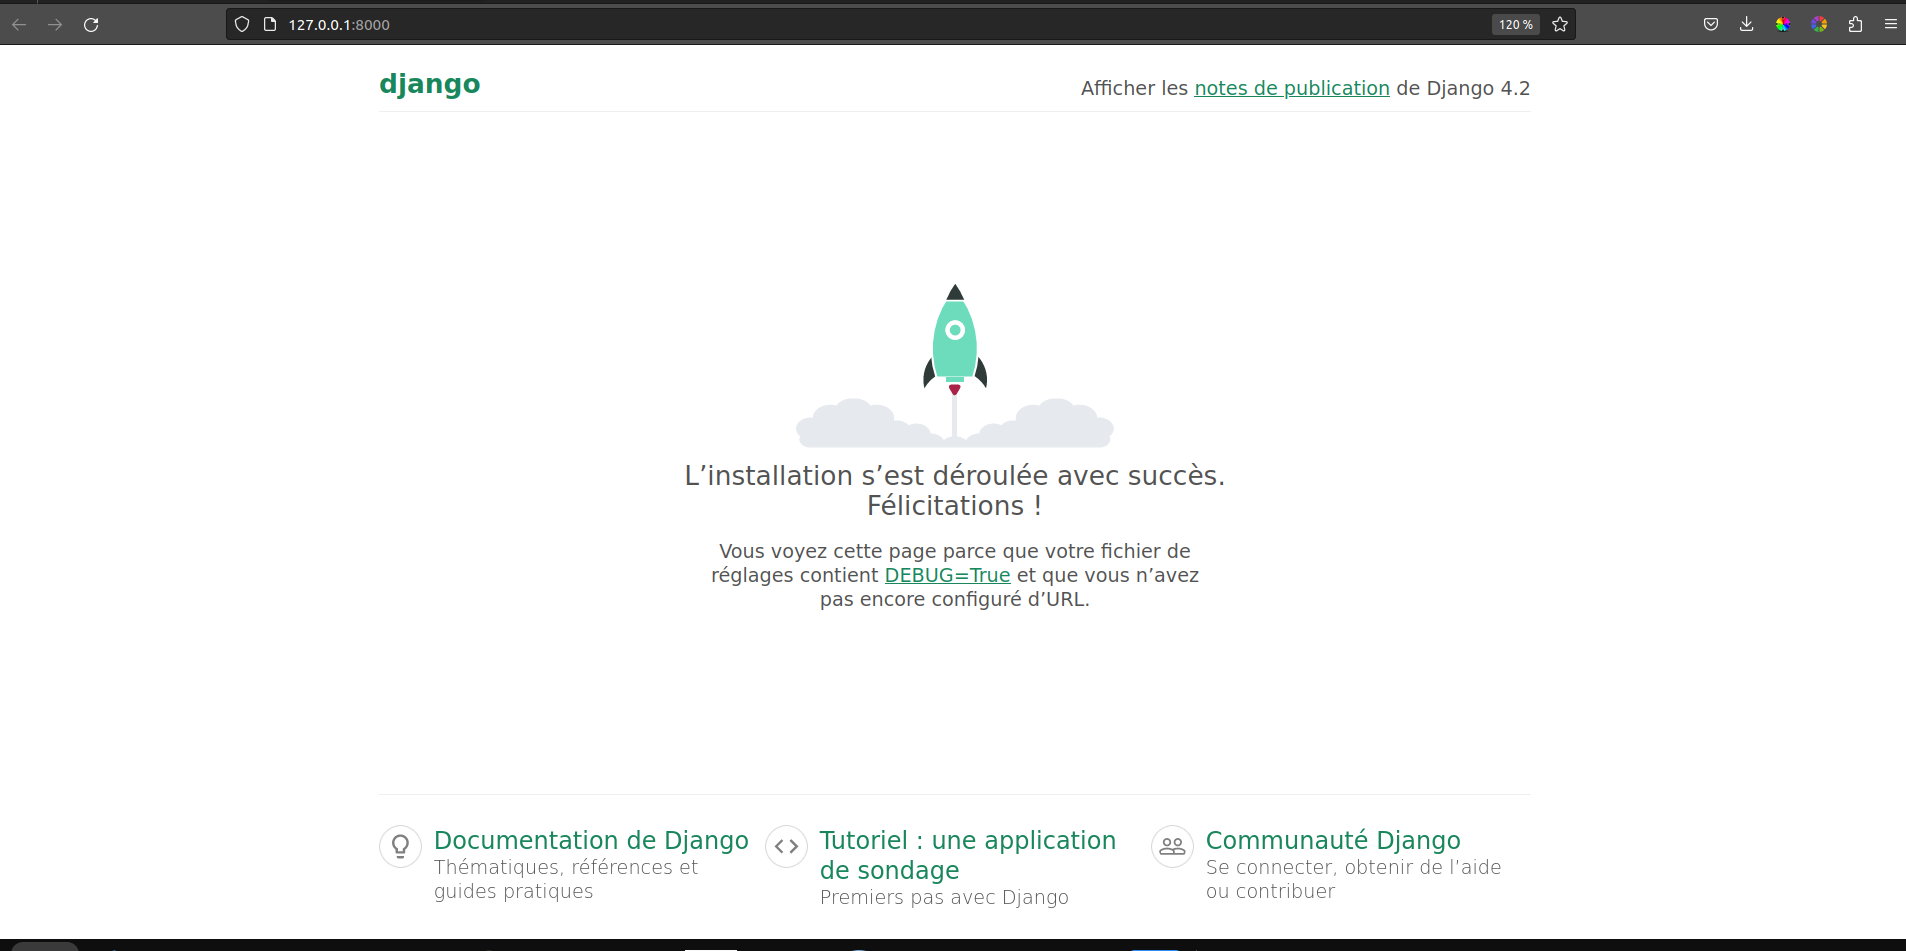 127.0.0.1:8000
120 %
django
Afficher les notes de publication de Django 4.2
L’installation s’est déroulée avec succès.
Félicitations !
Vous voyez cette page parce que votre fichier de
réglages contient DEBUG=True et que vous n’avez
pas encore configuré d’URL.
Documentation de Django
Thématiques, références et
guides pratiques
Tutoriel : une application
de sondage
Premiers pas avec Django
Communauté Django
Se connecter, obtenir de l’aide
ou contribuer